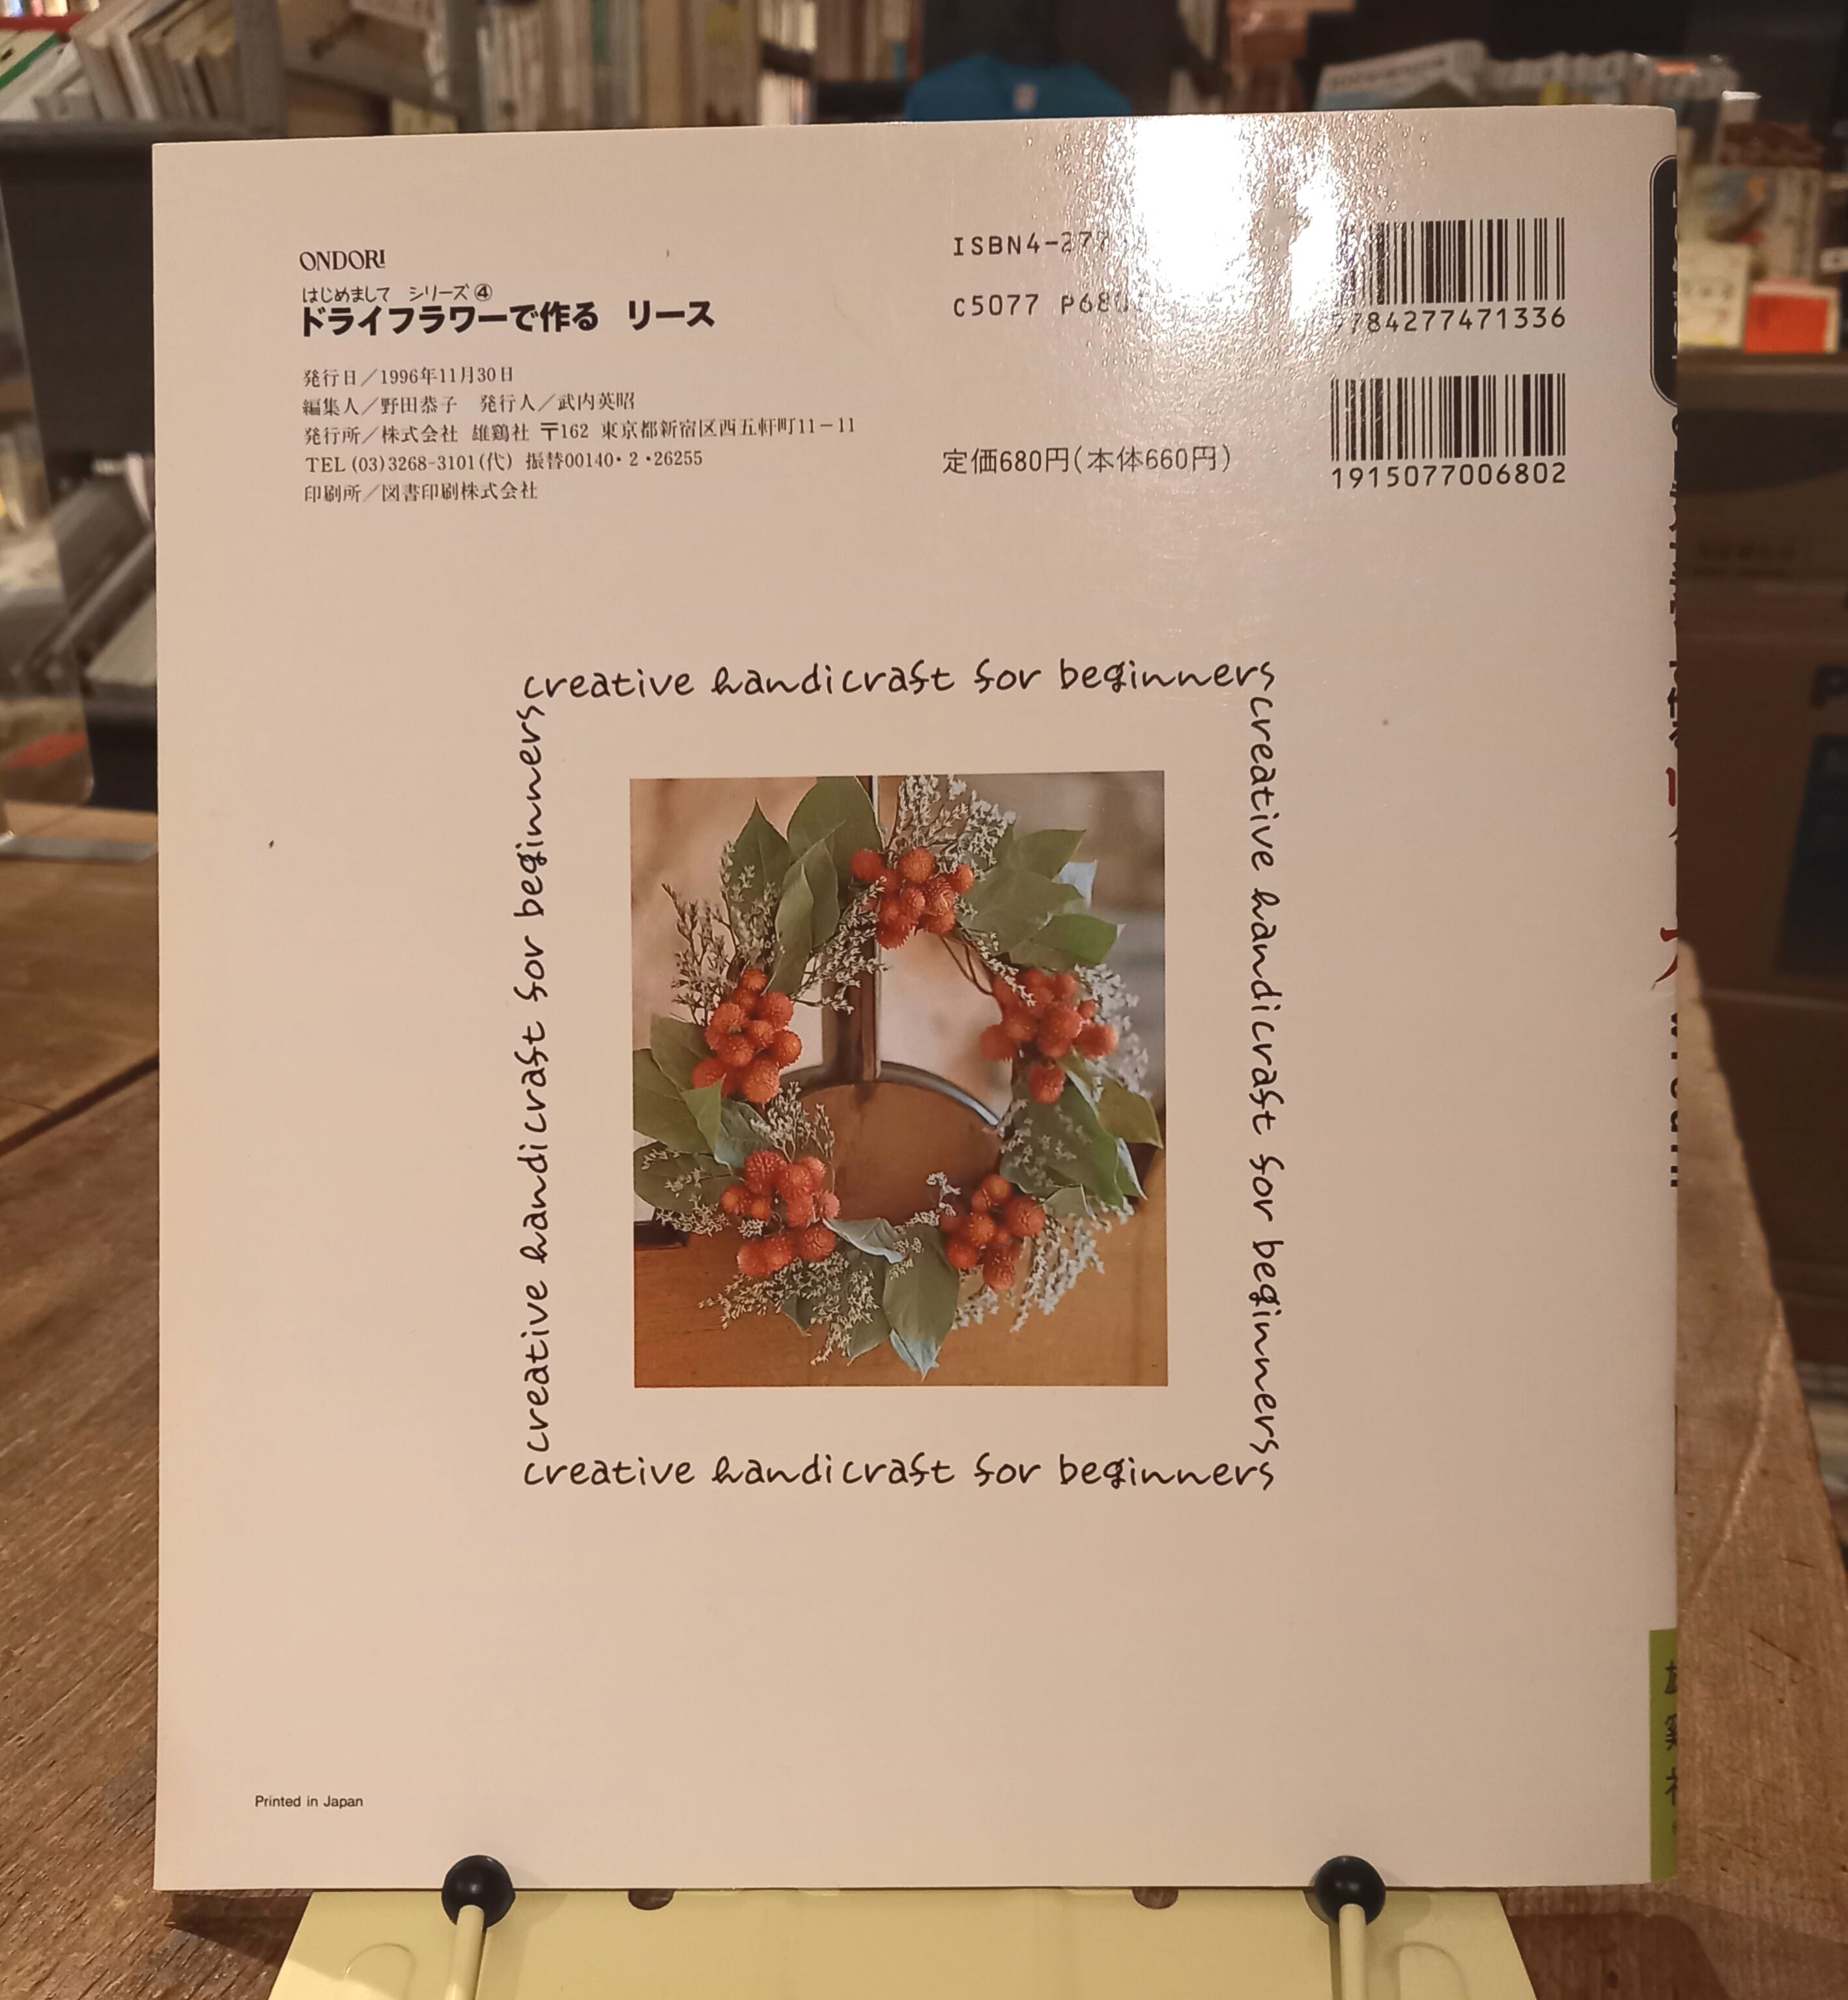 ONDORI
はじめまして シリーズ④
ドライフラワーで作る リース
発行日／1996年11月30日
編集人／野田恭子 発行人／武内英昭
発行所／株式会社 雄鶏社 〒162 東京都新宿区西五軒町11－11
TEL (03)3268-3101(代) 振替00140・2・26255
印刷所／図書印刷株式会社
ISBN4-277
C5077 P680
784277471336
定価680円(本体660円)
1915077006802
creative handicraft for beginners
creative handicraft for beginners
creative handicraft for beginners
creative handicraft for beginners
Printed in Japan